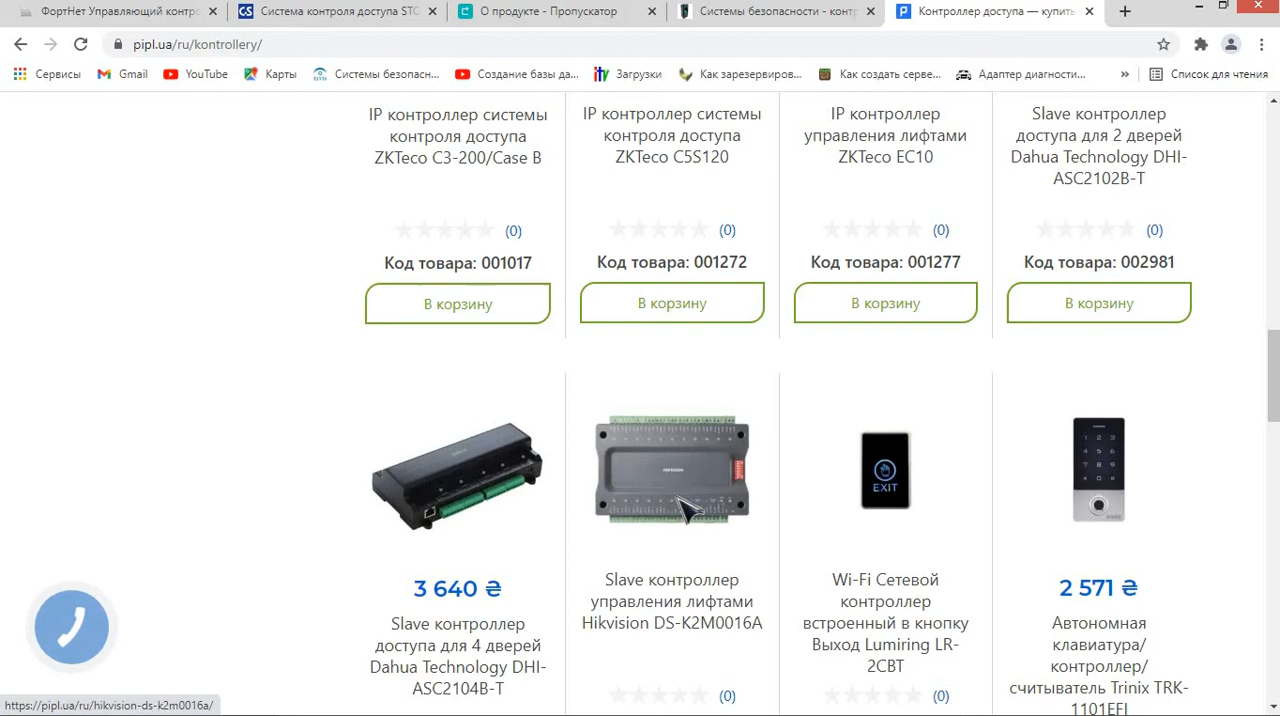 ФортНет Управляющий контро
Система контроля доступа STC
О продукте - Пропускатор
Системы безопасности - контр
Контроллер доступа — купить
pipl.ua/ru/kontrollery/
Сервисы
Gmail
YouTube
Карты
Системы безопасн...
Создание базы да...
Загрузки
Как зарезервиров...
Как создать серве...
Адаптер диагности...
»
Список для чтения
IP контроллер системы
контроля доступа
ZKTeco C3-200/Case B
(0)
Код товара: 001017
В корзину
IP контроллер системы
контроля доступа
ZKTeco C5S120
(0)
Код товара: 001272
В корзину
IP контроллер
управления лифтами
ZKTeco EC10
(0)
Код товара: 001277
В корзину
Slave контроллер
доступа для 2 дверей
Dahua Technology DHI-
ASC2102B-T
(0)
Код товара: 002981
В корзину
3 640 ₴
Slave контроллер
доступа для 4 дверей
Dahua Technology DHI-
ASC2104B-T
Slave контроллер
управления лифтами
Hikvision DS-K2M0016A
(0)
EXIT
Wi-Fi Сетевой
контроллер
встроенный в кнопку
Выход Lumiring LR-
2CBT
(0)
2 571 ₴
Автономная
клавиатура/
контроллер/
считыватель Trinix TRK-
1101EFI
https://pipl.ua/ru/hikvision-ds-k2m0016a/